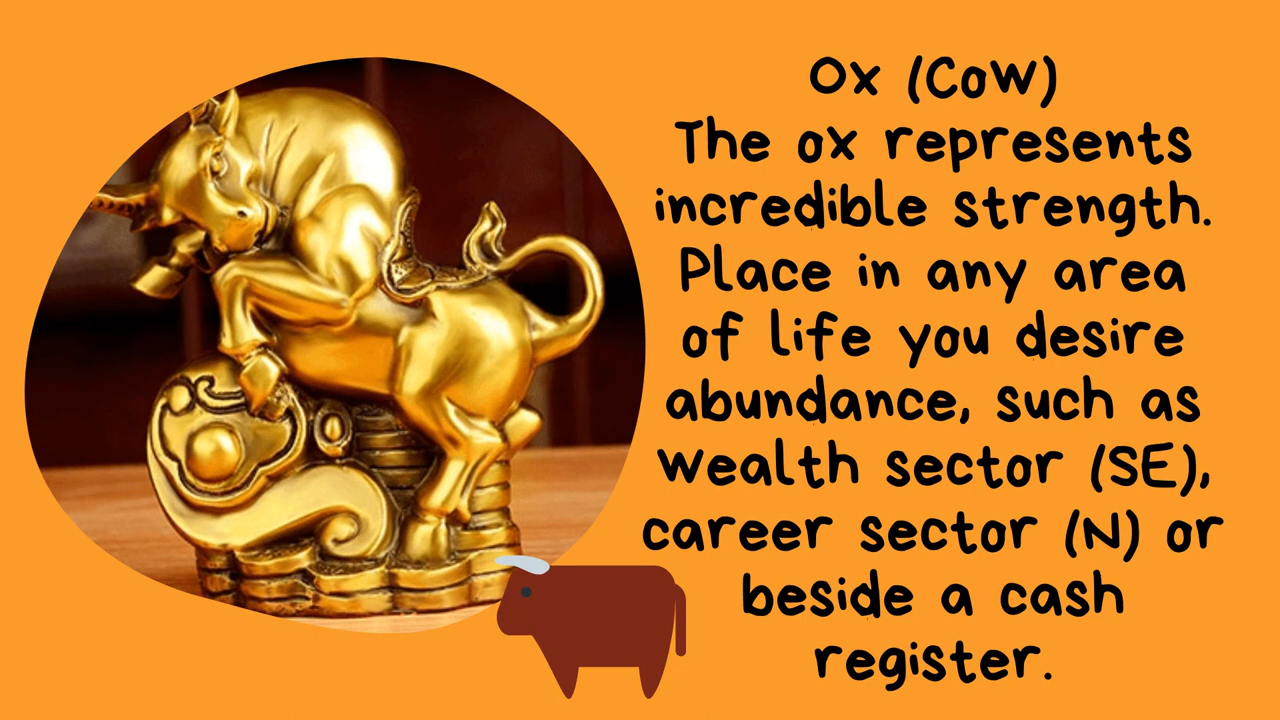 Ox (Cow)
The ox represents
incredible strength.
Place in any area
of life you desire
abundance, such as
wealth sector (SE),
career sector (N) or
beside a cash
register.